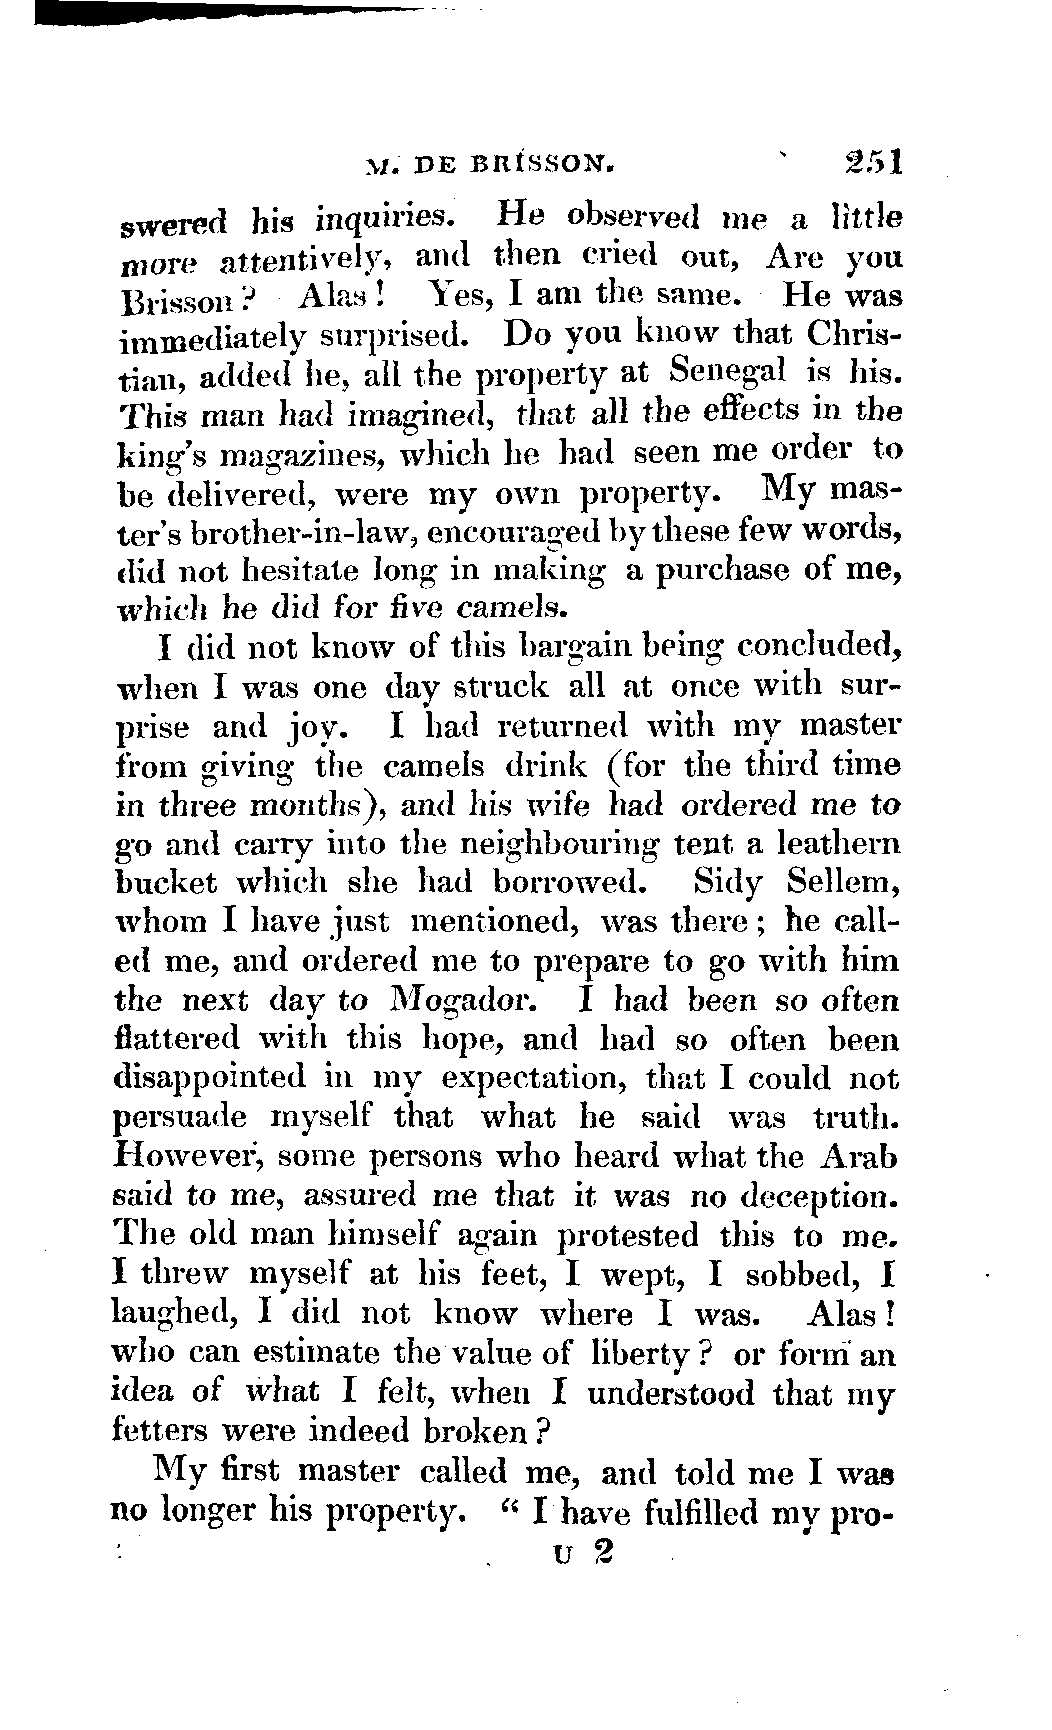 M. DE BRISSON. 251
swered his inquiries. He observed me a little
more attentively, and then cried out, Are you
Brisson? Alas! Yes, I am the same. He was
immediately surprised. Do you know that Chris-
tian, added he, all the property at Senegal is his.
This man had imagined, that all the effects in the
king's magazines, which he had seen me order to
be delivered, were my own property. My mas-
ter's brother-in-law, encouraged by these few words,
did not hesitate long in making a purchase of me,
which he did for five camels.
I did not know of this bargain being concluded,
when I was one day struck all at once with sur-
prise and joy. I had returned with my master
from giving the camels drink (for the third time
in three months), and his wife had ordered me to
go and carry into the neighbouring tent a leathern
bucket which she had borrowed. Sidy Sellem,
whom I have just mentioned, was there; he call-
ed me, and ordered me to prepare to go with him
the next day to Mogador. I had been so often
flattered with this hope, and had so often been
disappointed in my expectation, that I could not
persuade myself that what he said was truth.
However, some persons who heard what the Arab
said to me, assured me that it was no deception.
The old man himself again protested this to me.
I threw myself at his feet, I wept, I sobbed, I
laughed, I did not know where I was. Alas!
who can estimate the value of liberty? or form an
idea of what I felt, when I understood that my
fetters were indeed broken?
My first master called me, and told me I was
no longer his property. "I have fulfilled my pro-
U 2